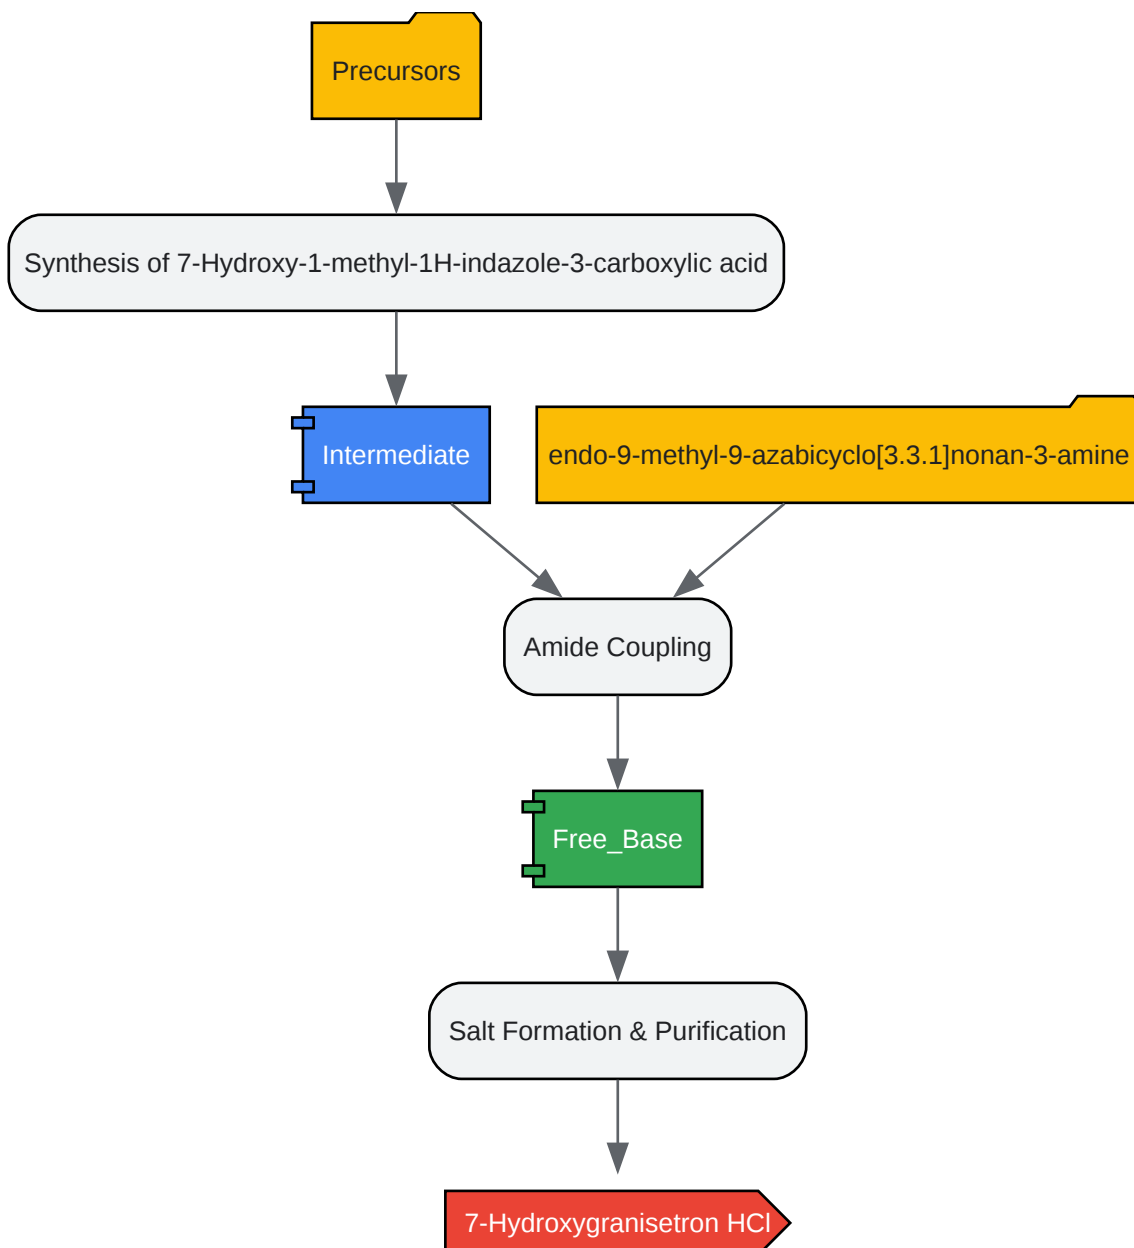 Precursors
Synthesis of 7-Hydroxy-1-methyl-1H-indazole-3-carboxylic acid
Intermediate
endo-9-methyl-9-azabicyclo[3.3.1]nonan-3-amine
Amide Coupling
Free_Base
Salt Formation & Purification
7-Hydroxygranisetron HCl